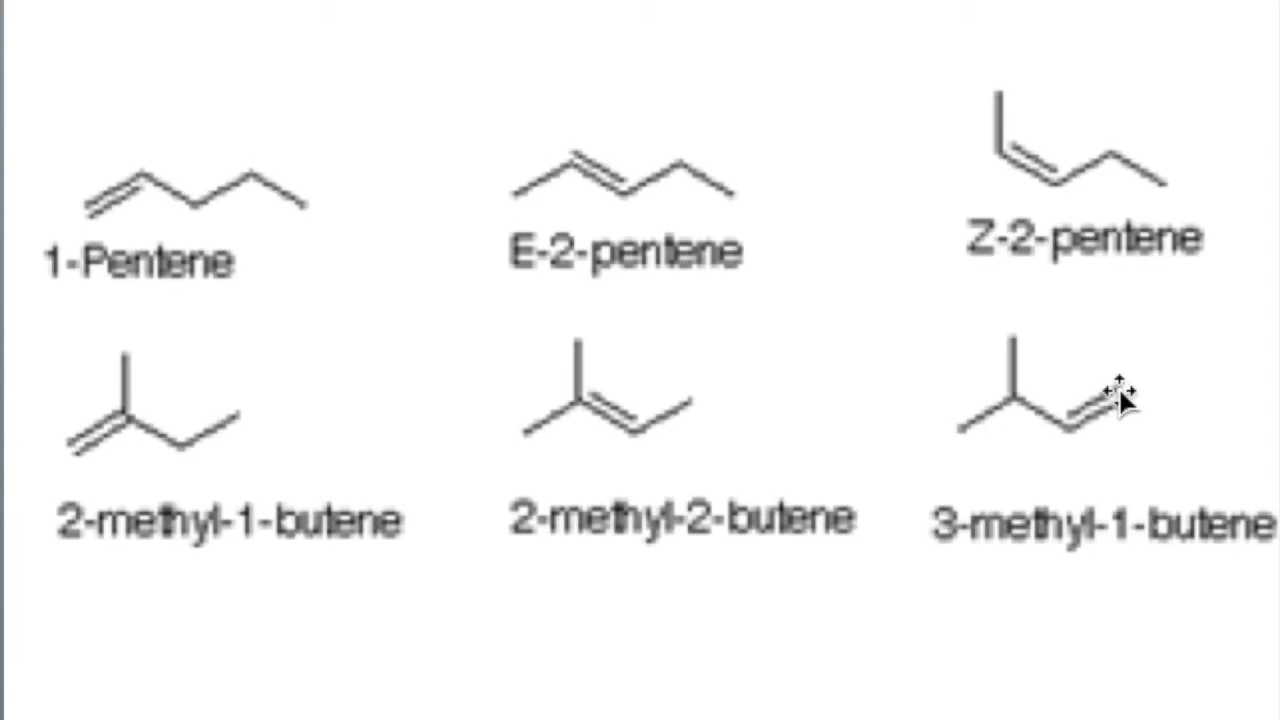 1-Pentene
E-2-pentene
Z-2-pentene
2-methyl-1-butene
2-methyl-2-butene
3-methyl-1-butene